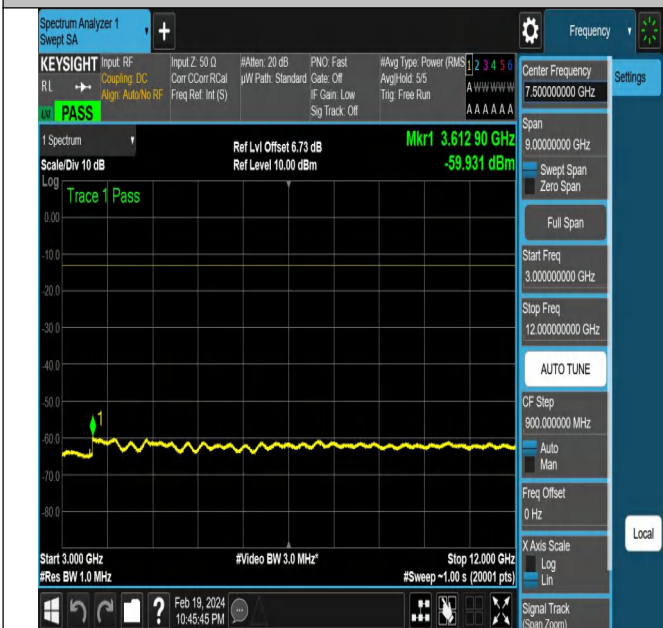 Spectrum Analyzer 1
Swept SA
+
Frequency
KEYSIGHT
RL
Input: RF
Coupling: DC
Align: Auto/No RF
Input Z: 50 Ω
Corr CCorr RCal
Freq Ref: Int (S)
#Atten: 20 dB
µW Path: Standard
PNO: Fast
Gate: Off
IF Gain: Low
Sig Track: Off
#Avg Type: Power (RMS
Avg|Hold: 5/5
Trig: Free Run
1 2 3 4 5 6
A W W W W W
A A A A A A
PASS
1 Spectrum
Scale/Div 10 dB
Log
Ref Lvl Offset 6.73 dB
Ref Level 10.00 dBm
Mkr1 3.612 90 GHz
-59.931 dBm
Trace 1 Pass
0.00
-10.0
-20.0
-30.0
-40.0
-50.0
-60.0
-70.0
-80.0
1
Start 3.000 GHz
#Res BW 1.0 MHz
#Video BW 3.0 MHz*
Stop 12.000 GHz
#Sweep ~1.00 s (20001 pts)
?
Feb 19, 2024
10:45:45 PM
Center Frequency
7.500000000 GHz
Settings
Span
9.00000000 GHz
Swept Span
Zero Span
Full Span
Start Freq
3.000000000 GHz
Stop Freq
12.000000000 GHz
AUTO TUNE
CF Step
900.000000 MHz
Auto
Man
Freq Offset
0 Hz
X Axis Scale
Log
Lin
Local
Signal Track
(Span Zoom)